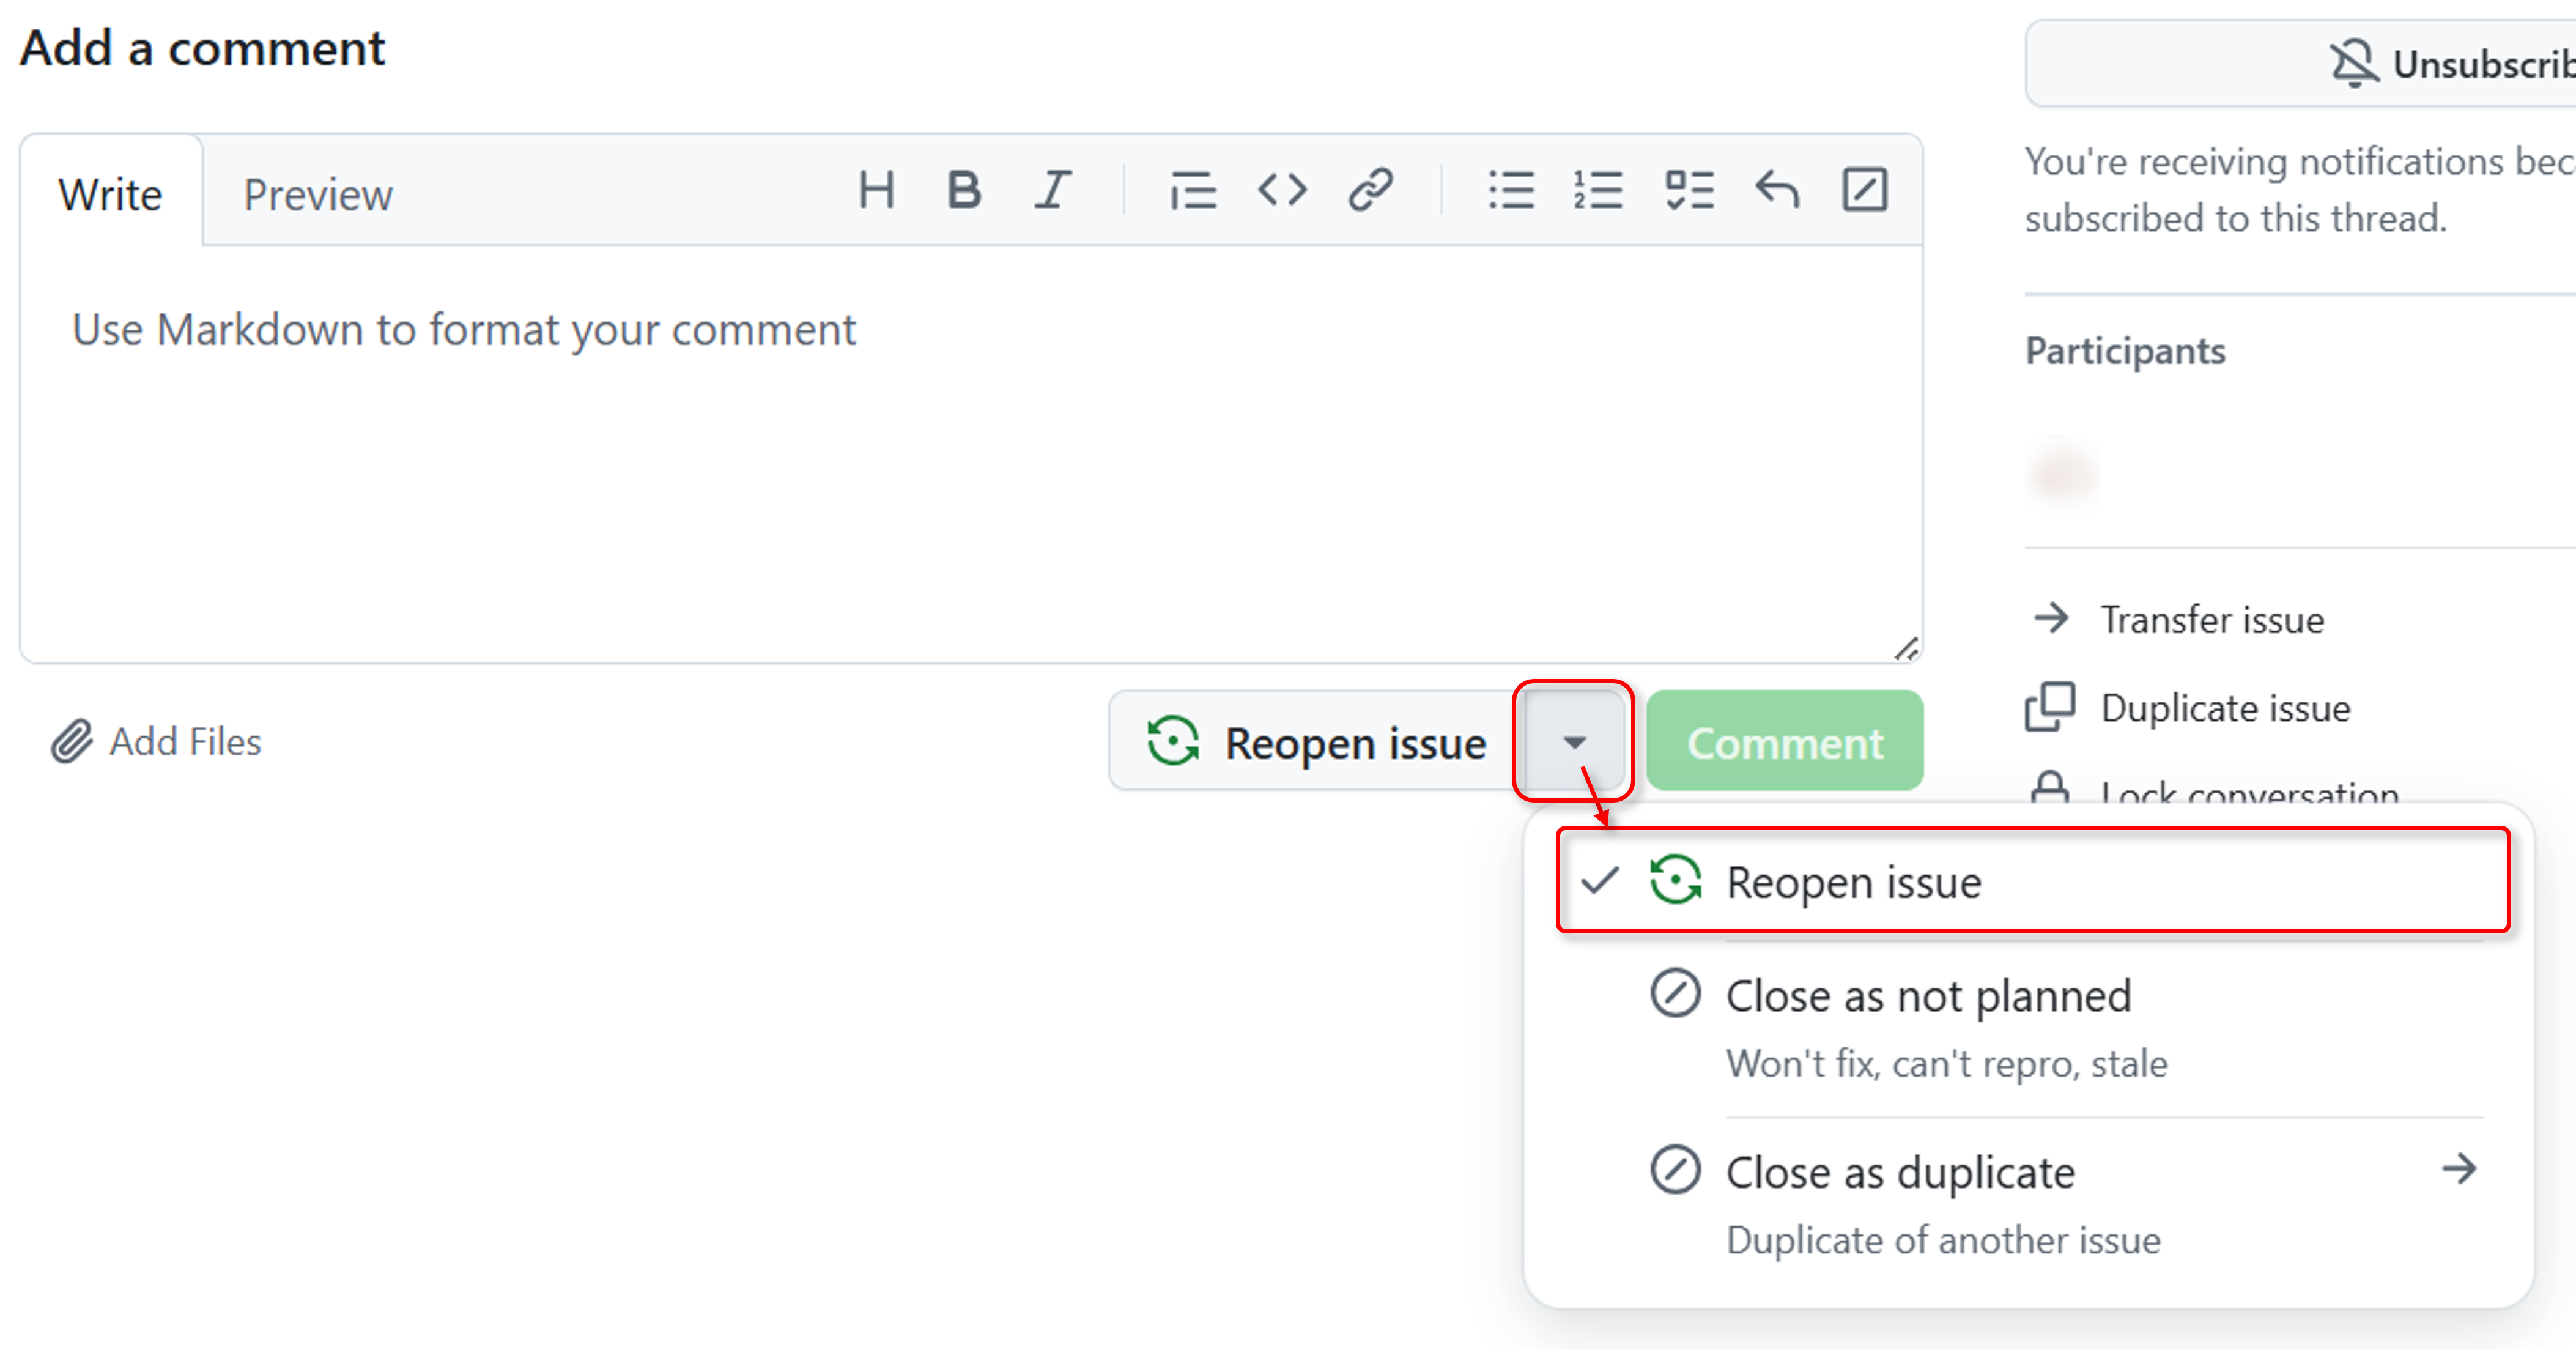 Add a comment
Unsubscrib
Write Preview
You're receiving notifications bec
subscribed to this thread.
Use Markdown to format your comment
Participants
Transfer issue
Duplicate issue
Lock conversation
Add Files
Reopen issue
Comment
Reopen issue
Close as not planned
Won't fix, can't repro, stale
Close as duplicate
Duplicate of another issue